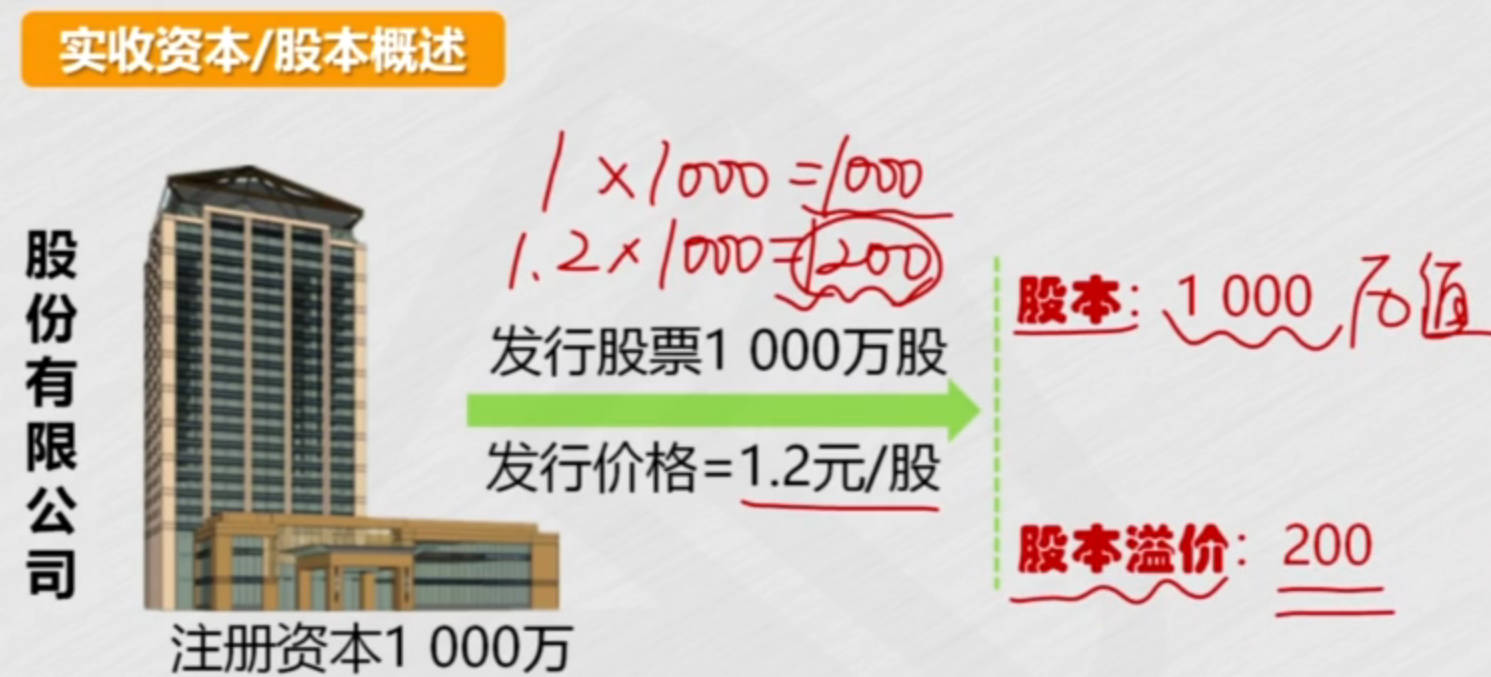 实收资本/股本概述
股份有限公司
1×1000=1000
1.2×1000=1200
发行股票1 000万股
发行价格=1.2元/股
注册资本1 000万
股本：1 000 面值
股本溢价：200